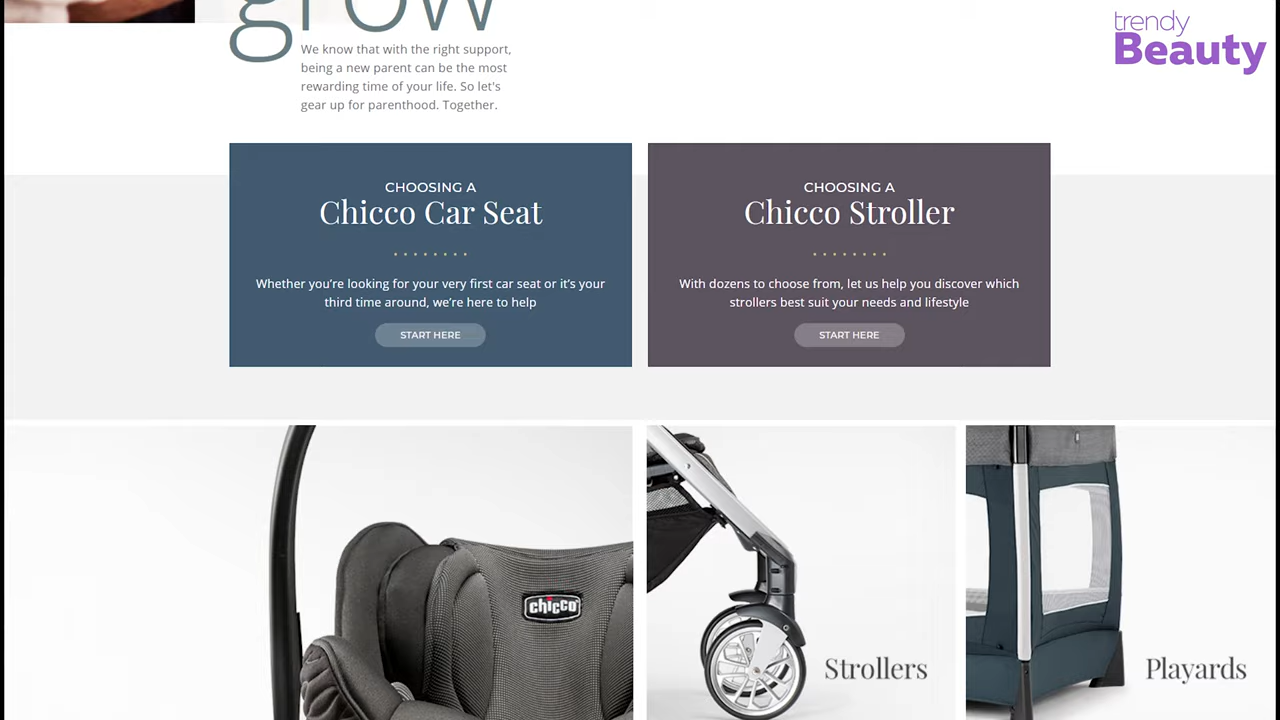 grow
trendy
Beauty
We know that with the right support,
being a new parent can be the most
rewarding time of your life. So let's
gear up for parenthood. Together.
CHOOSING A
Chicco Car Seat
Whether you're looking for your very first car seat or it's your
third time around, we're here to help
START HERE
CHOOSING A
Chicco Stroller
With dozens to choose from, let us help you discover which
strollers best suit your needs and lifestyle
START HERE
chicco
Strollers
Playards